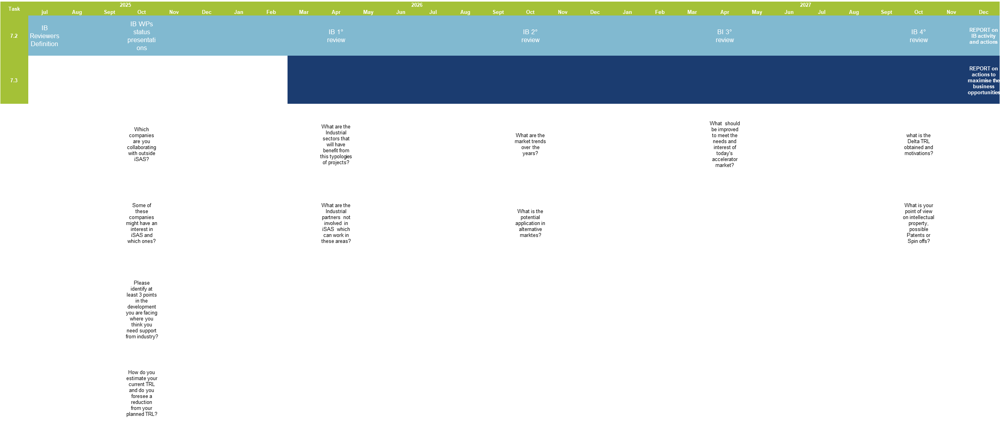 Task
2025
2026
2027
jul Aug Sept Oct Nov Dec Jan Feb Mar Apr May Jun Jul Aug Sept Oct Nov Dec Jan Feb Mar Apr May Jun Jul Aug Sept Oct Nov Dec
7.2
IB
Reviewers
Definition
IB WPs
status
presentati
ons
IB 1°
review
IB 2°
review
BI 3°
review
IB 4°
review
REPORT on
IB activity
and actions
7.3
REPORT on
actions to
maximise the
business
opportunities
Which
companies
are you
collaborating
with outside
iSAS?
What are the
Industrial
sectors that
will have
benefit from
this typologies
of projects?
What are the
market trends
over the
years?
What should
be improved
to meet the
needs and
interest of
today's
accelerator
market?
what is the
Delta TRL
obtained and
motivations?
Some of
these
companies
might have an
interest in
iSAS and
which ones?
What are the
Industrial
partners not
involved in
iSAS which
can work in
these areas?
What is the
potential
application in
alternative
marktes?
What is your
point of view
on intellectual
property,
possible
Patents or
Spin offs?
Please
identify at
least 3 points
in the
development
you are facing
where you
think you
need support
from industry?
How do you
estimate your
current TRL
and do you
foresee a
reduction
from your
planned TRL?